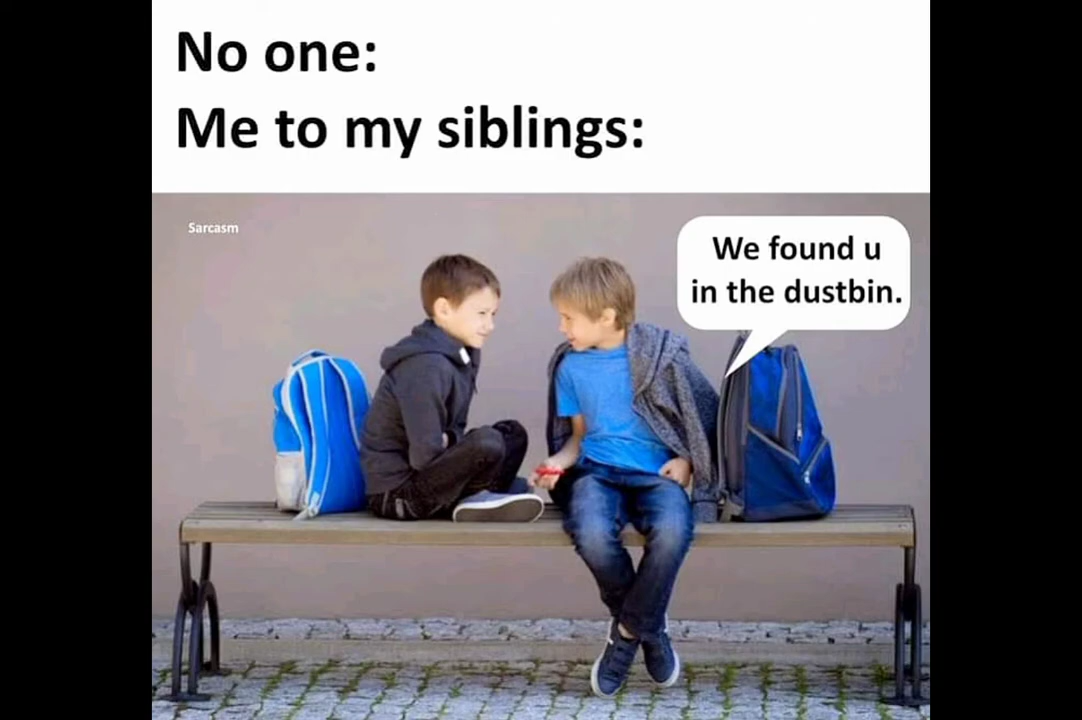 No one:
Me to my siblings:
Sarcasm
We found u
in the dustbin.